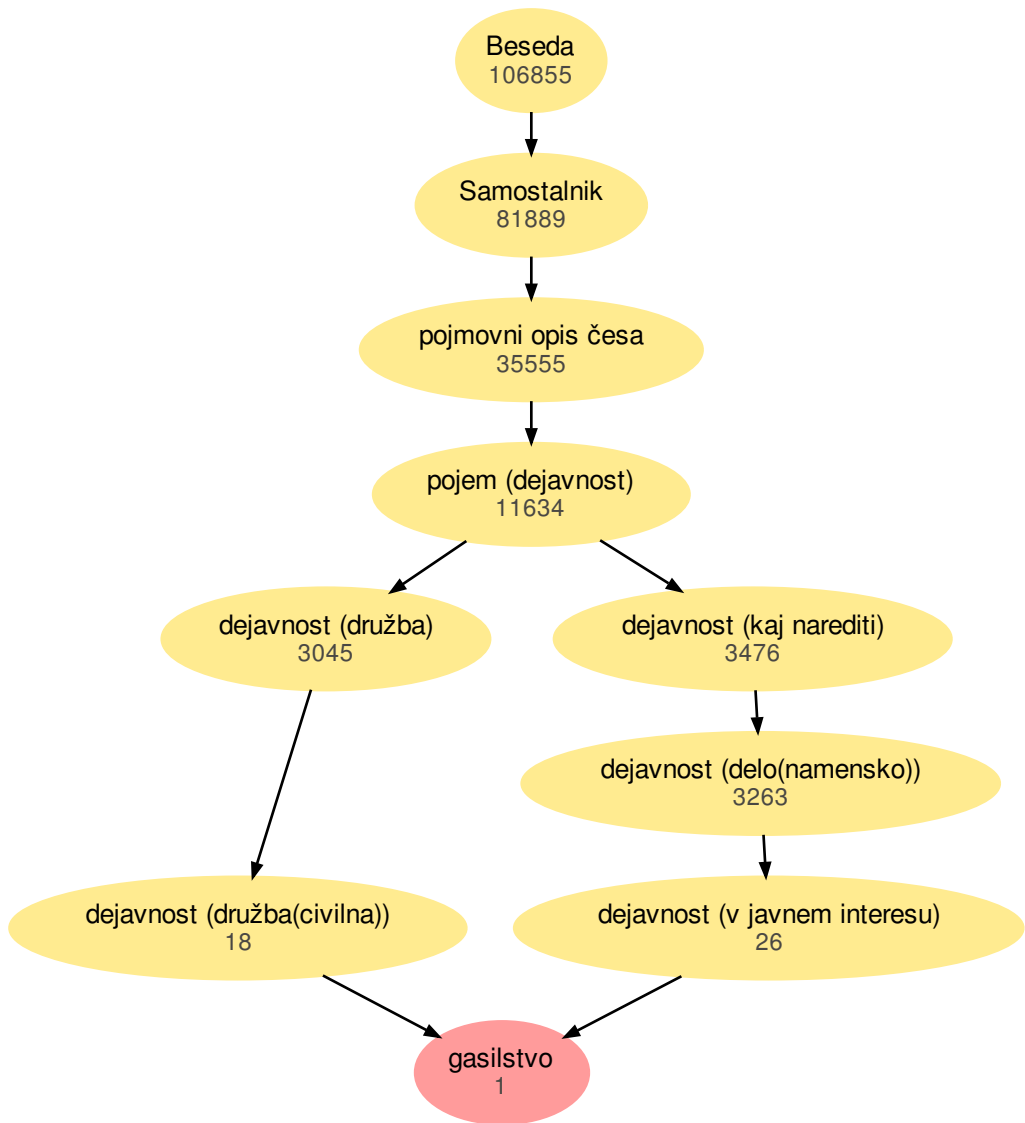 Beseda
106855
Samostalnik
81889
pojmovni opis česa
35555
pojem (dejavnost)
11634
dejavnost (družba)
3045
dejavnost (kaj narediti)
3476
dejavnost (delo(namensko))
3263
dejavnost (družba(civilna))
18
dejavnost (v javnem interesu)
26
gasilstvo
1